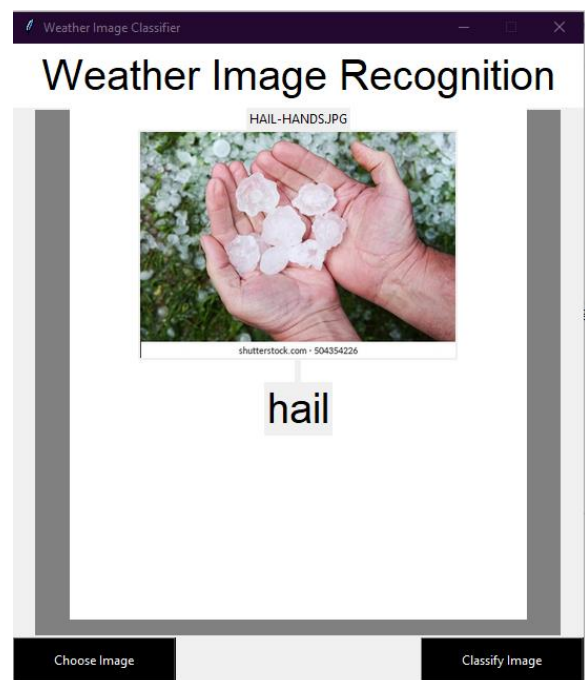 Weather Image Classifier
Weather Image Recognition
HAIL-HANDS.JPG
shutterstock.com · 504354226
hail
Choose Image
Classify Image